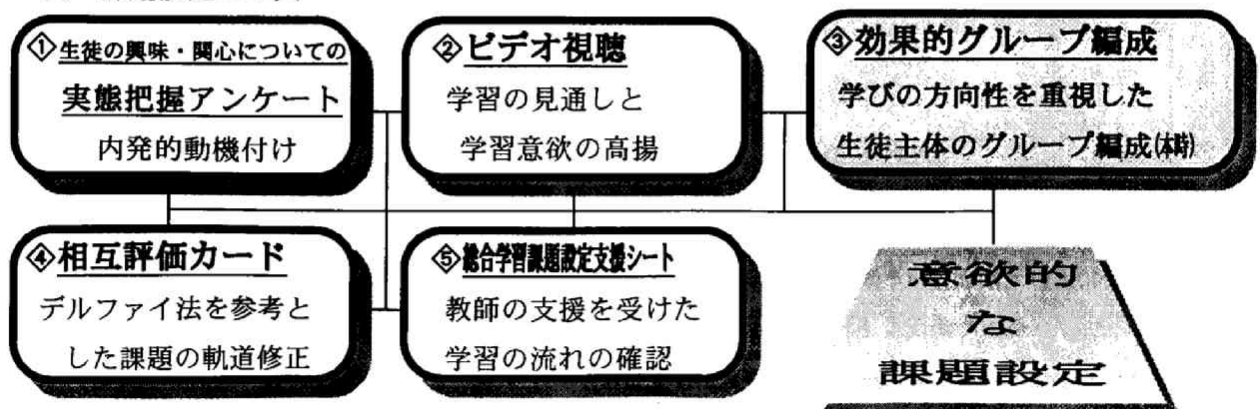 ① 生徒の興味・関心についての
実態把握アンケート
内発的動機付け
② ビデオ視聴
学習の見通しと
学習意欲の高揚
③ 効果的グループ編成
学びの方向性を重視した
生徒主体のグループ編成(本時)
④ 相互評価カード
デルファイ法を参考と
した課題の軌道修正
⑤ 総合学習課題設定支援シート
教師の支援を受けた
学習の流れの確認
意欲的
な
課題設定